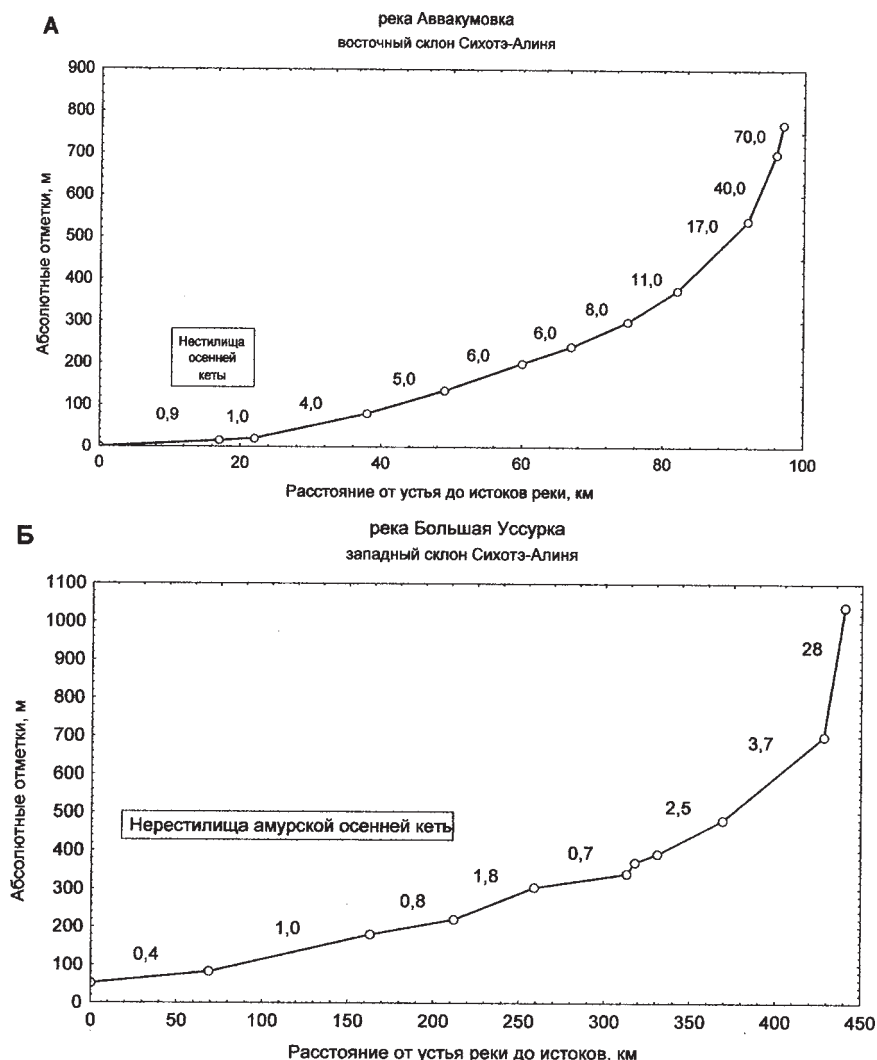 А
река Аввакумовка
восточный склон Сихотэ-Алиня
900
800
700
600
500
400
300
200
100
0
Абсолютные отметки, м
70,0
40,0
17,0
11,0
8,0
6,0
6,0
5,0
4,0
1,0
0,9
Нестилища
осенней
кеты
0 20 40 60 80 100
Расстояние от устья до истоков реки, км
Б
река Большая Уссурка
западный склон Сихотэ-Алиня
1100
1000
900
800
700
600
500
400
300
200
100
0
Абсолютные отметки, м
28
3,7
2,5
0,7
1,8
0,8
1,0
0,4
Нерестилища амурской осенней кеть
0 50 100 150 200 250 300 350 400 450
Расстояние от устья реки до истоков, км